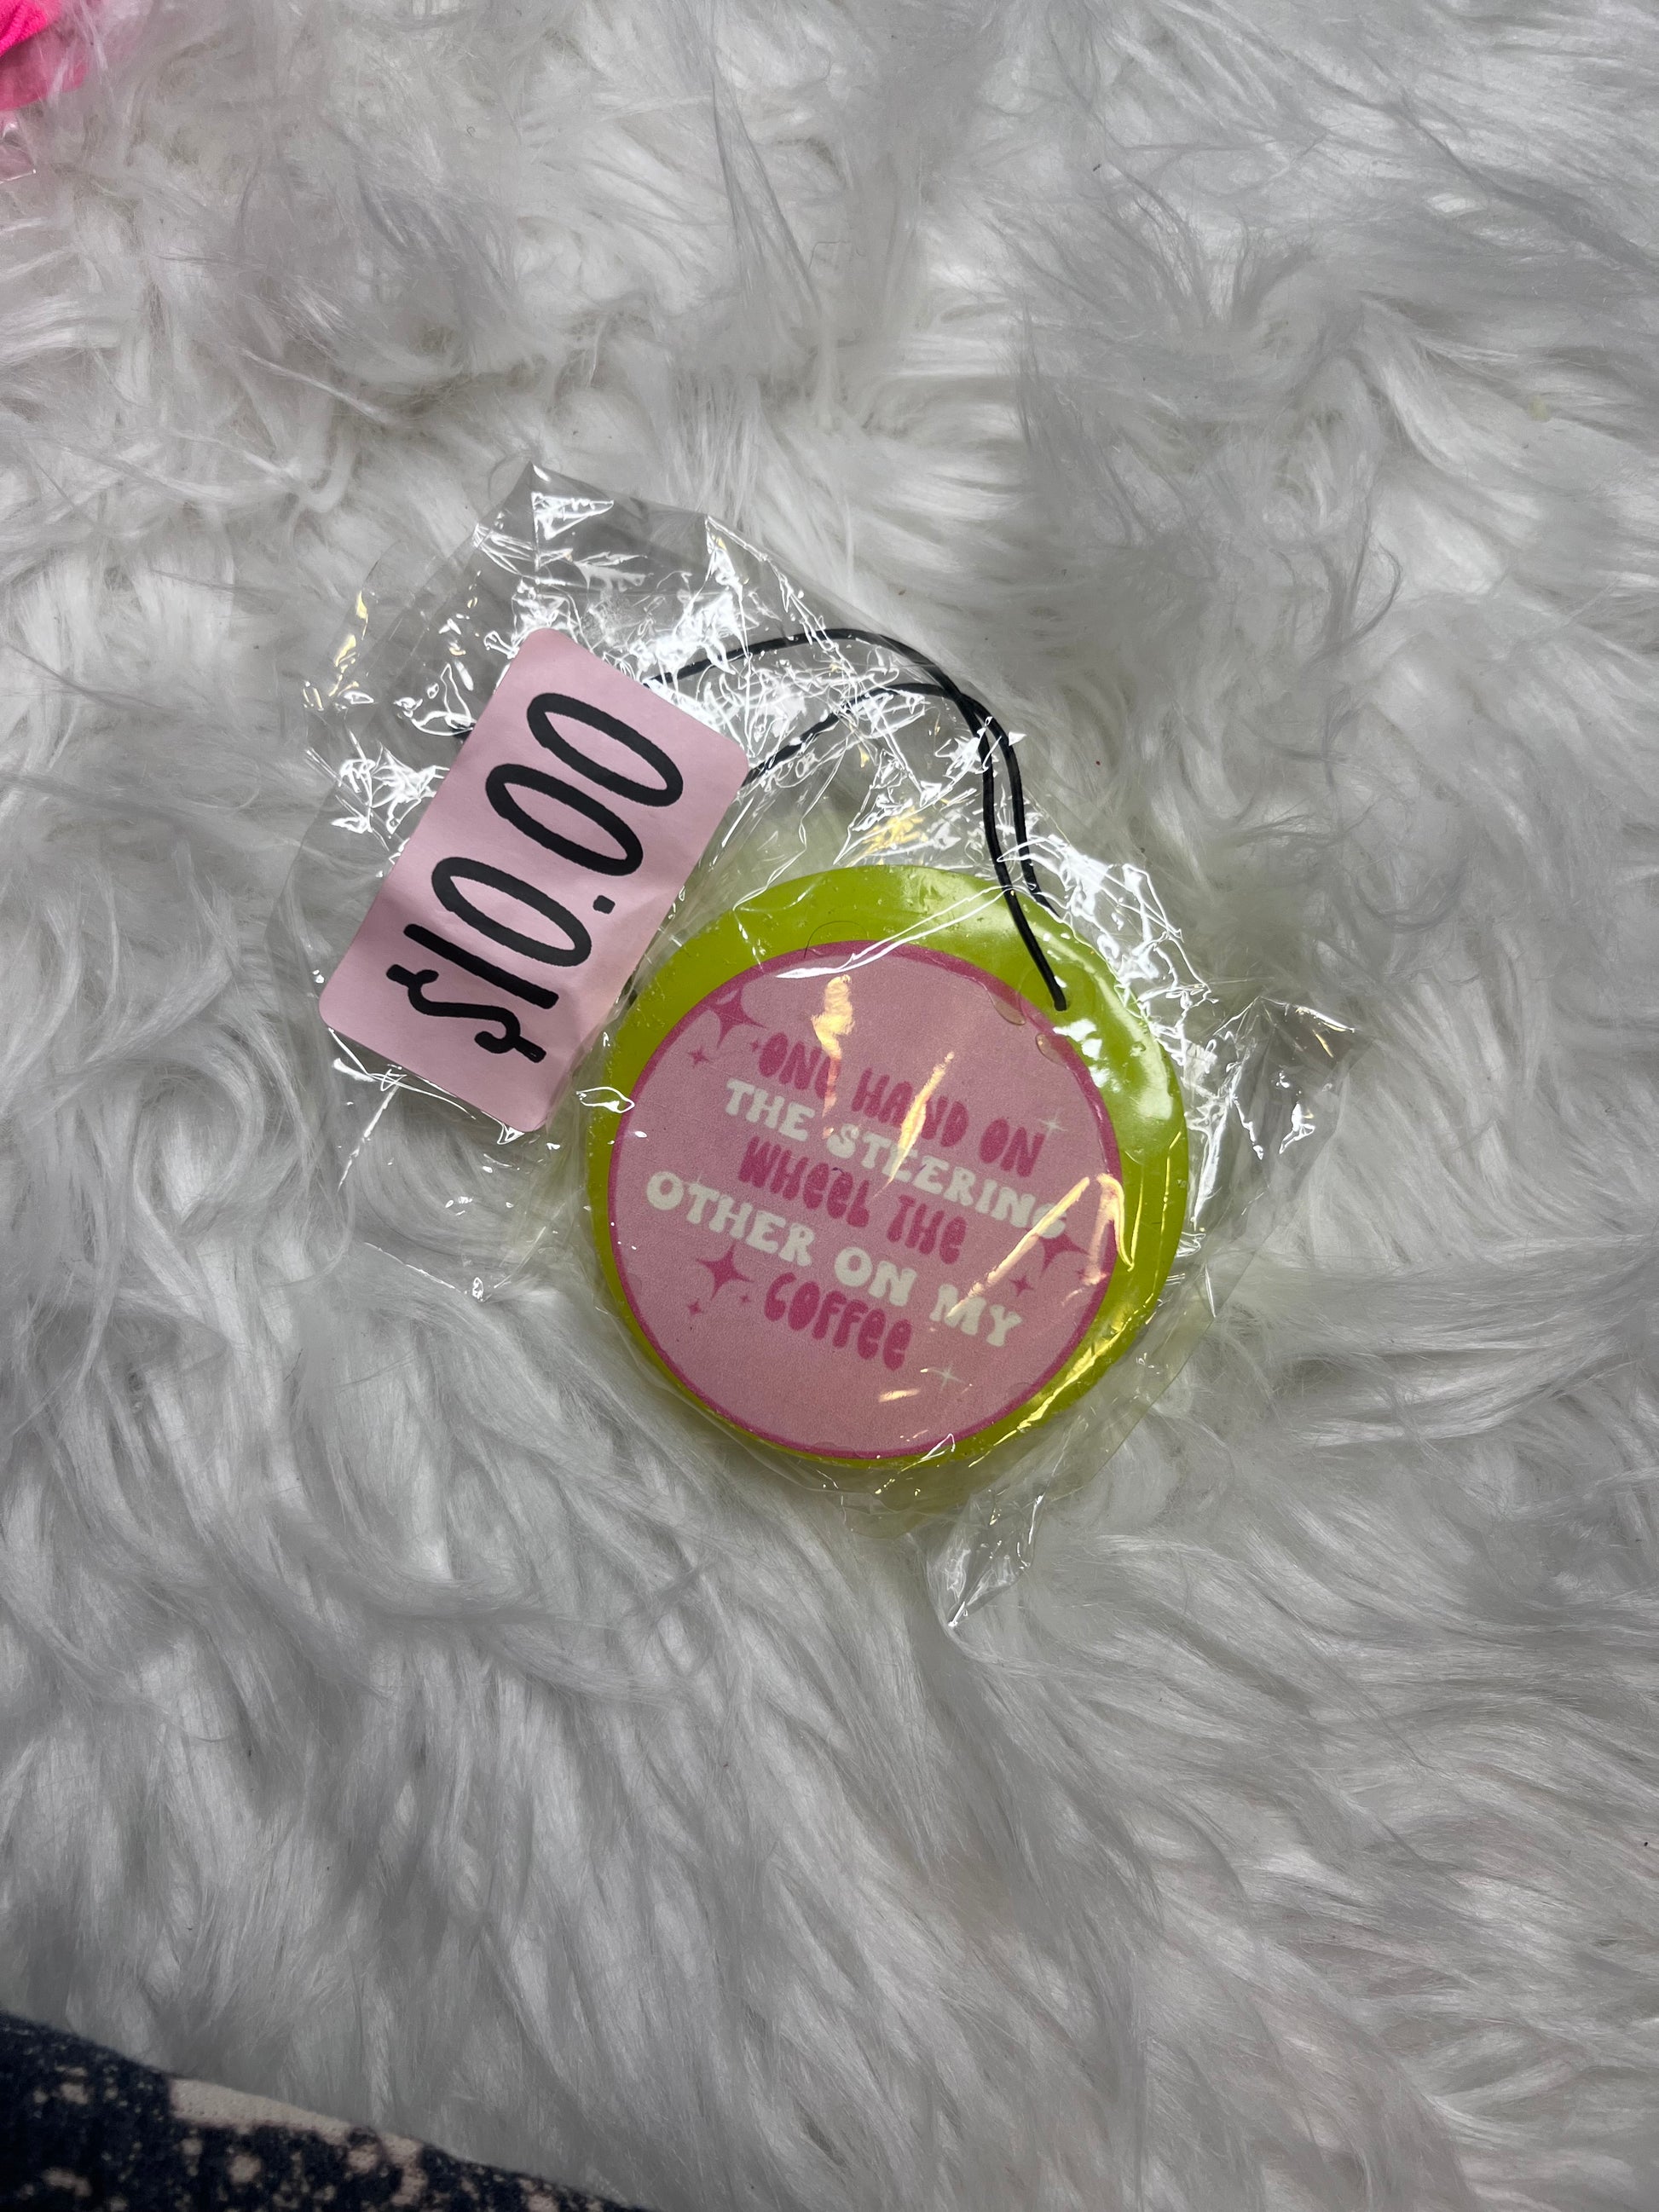 $10.00
ONE HAND ON
THE STEERING
WHEEL THE
OTHER ON MY
COFFEE